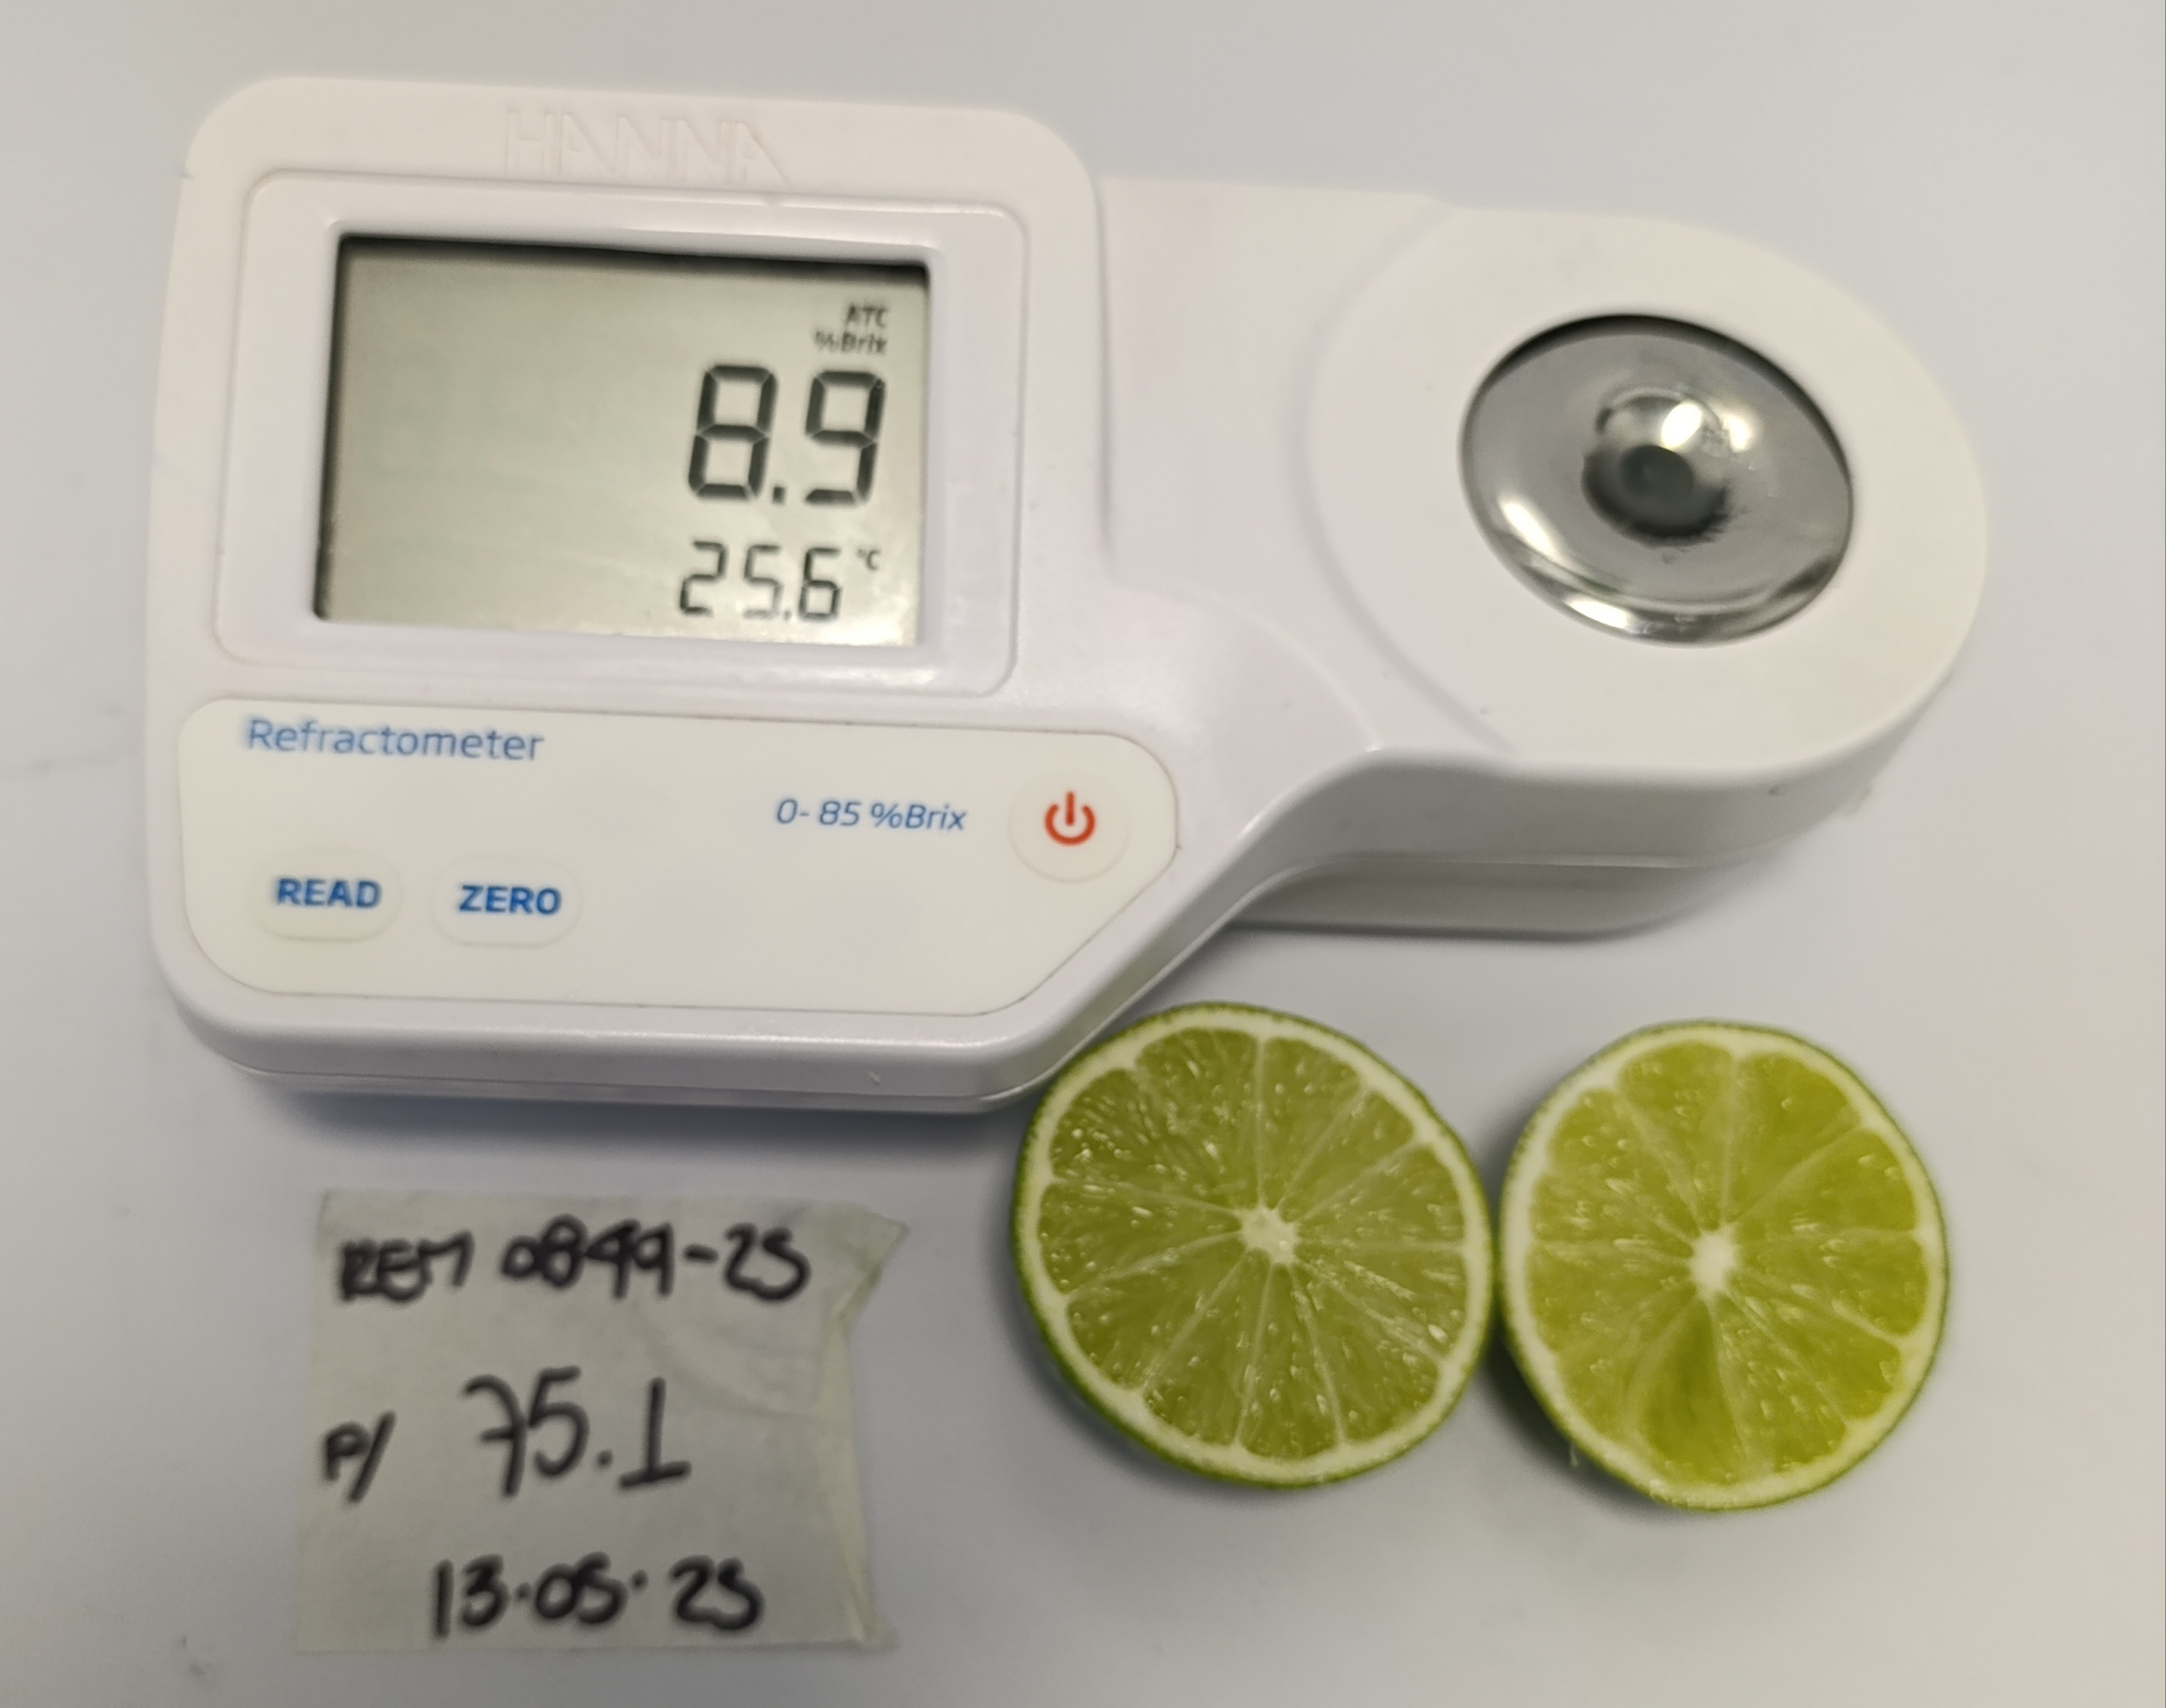 HANNA
ATC
%Brix
8.9
25.6 °C
Refractometer
0-85 %Brix
READ ZERO
REM 0849-25
P/ 75.1
13.05.25